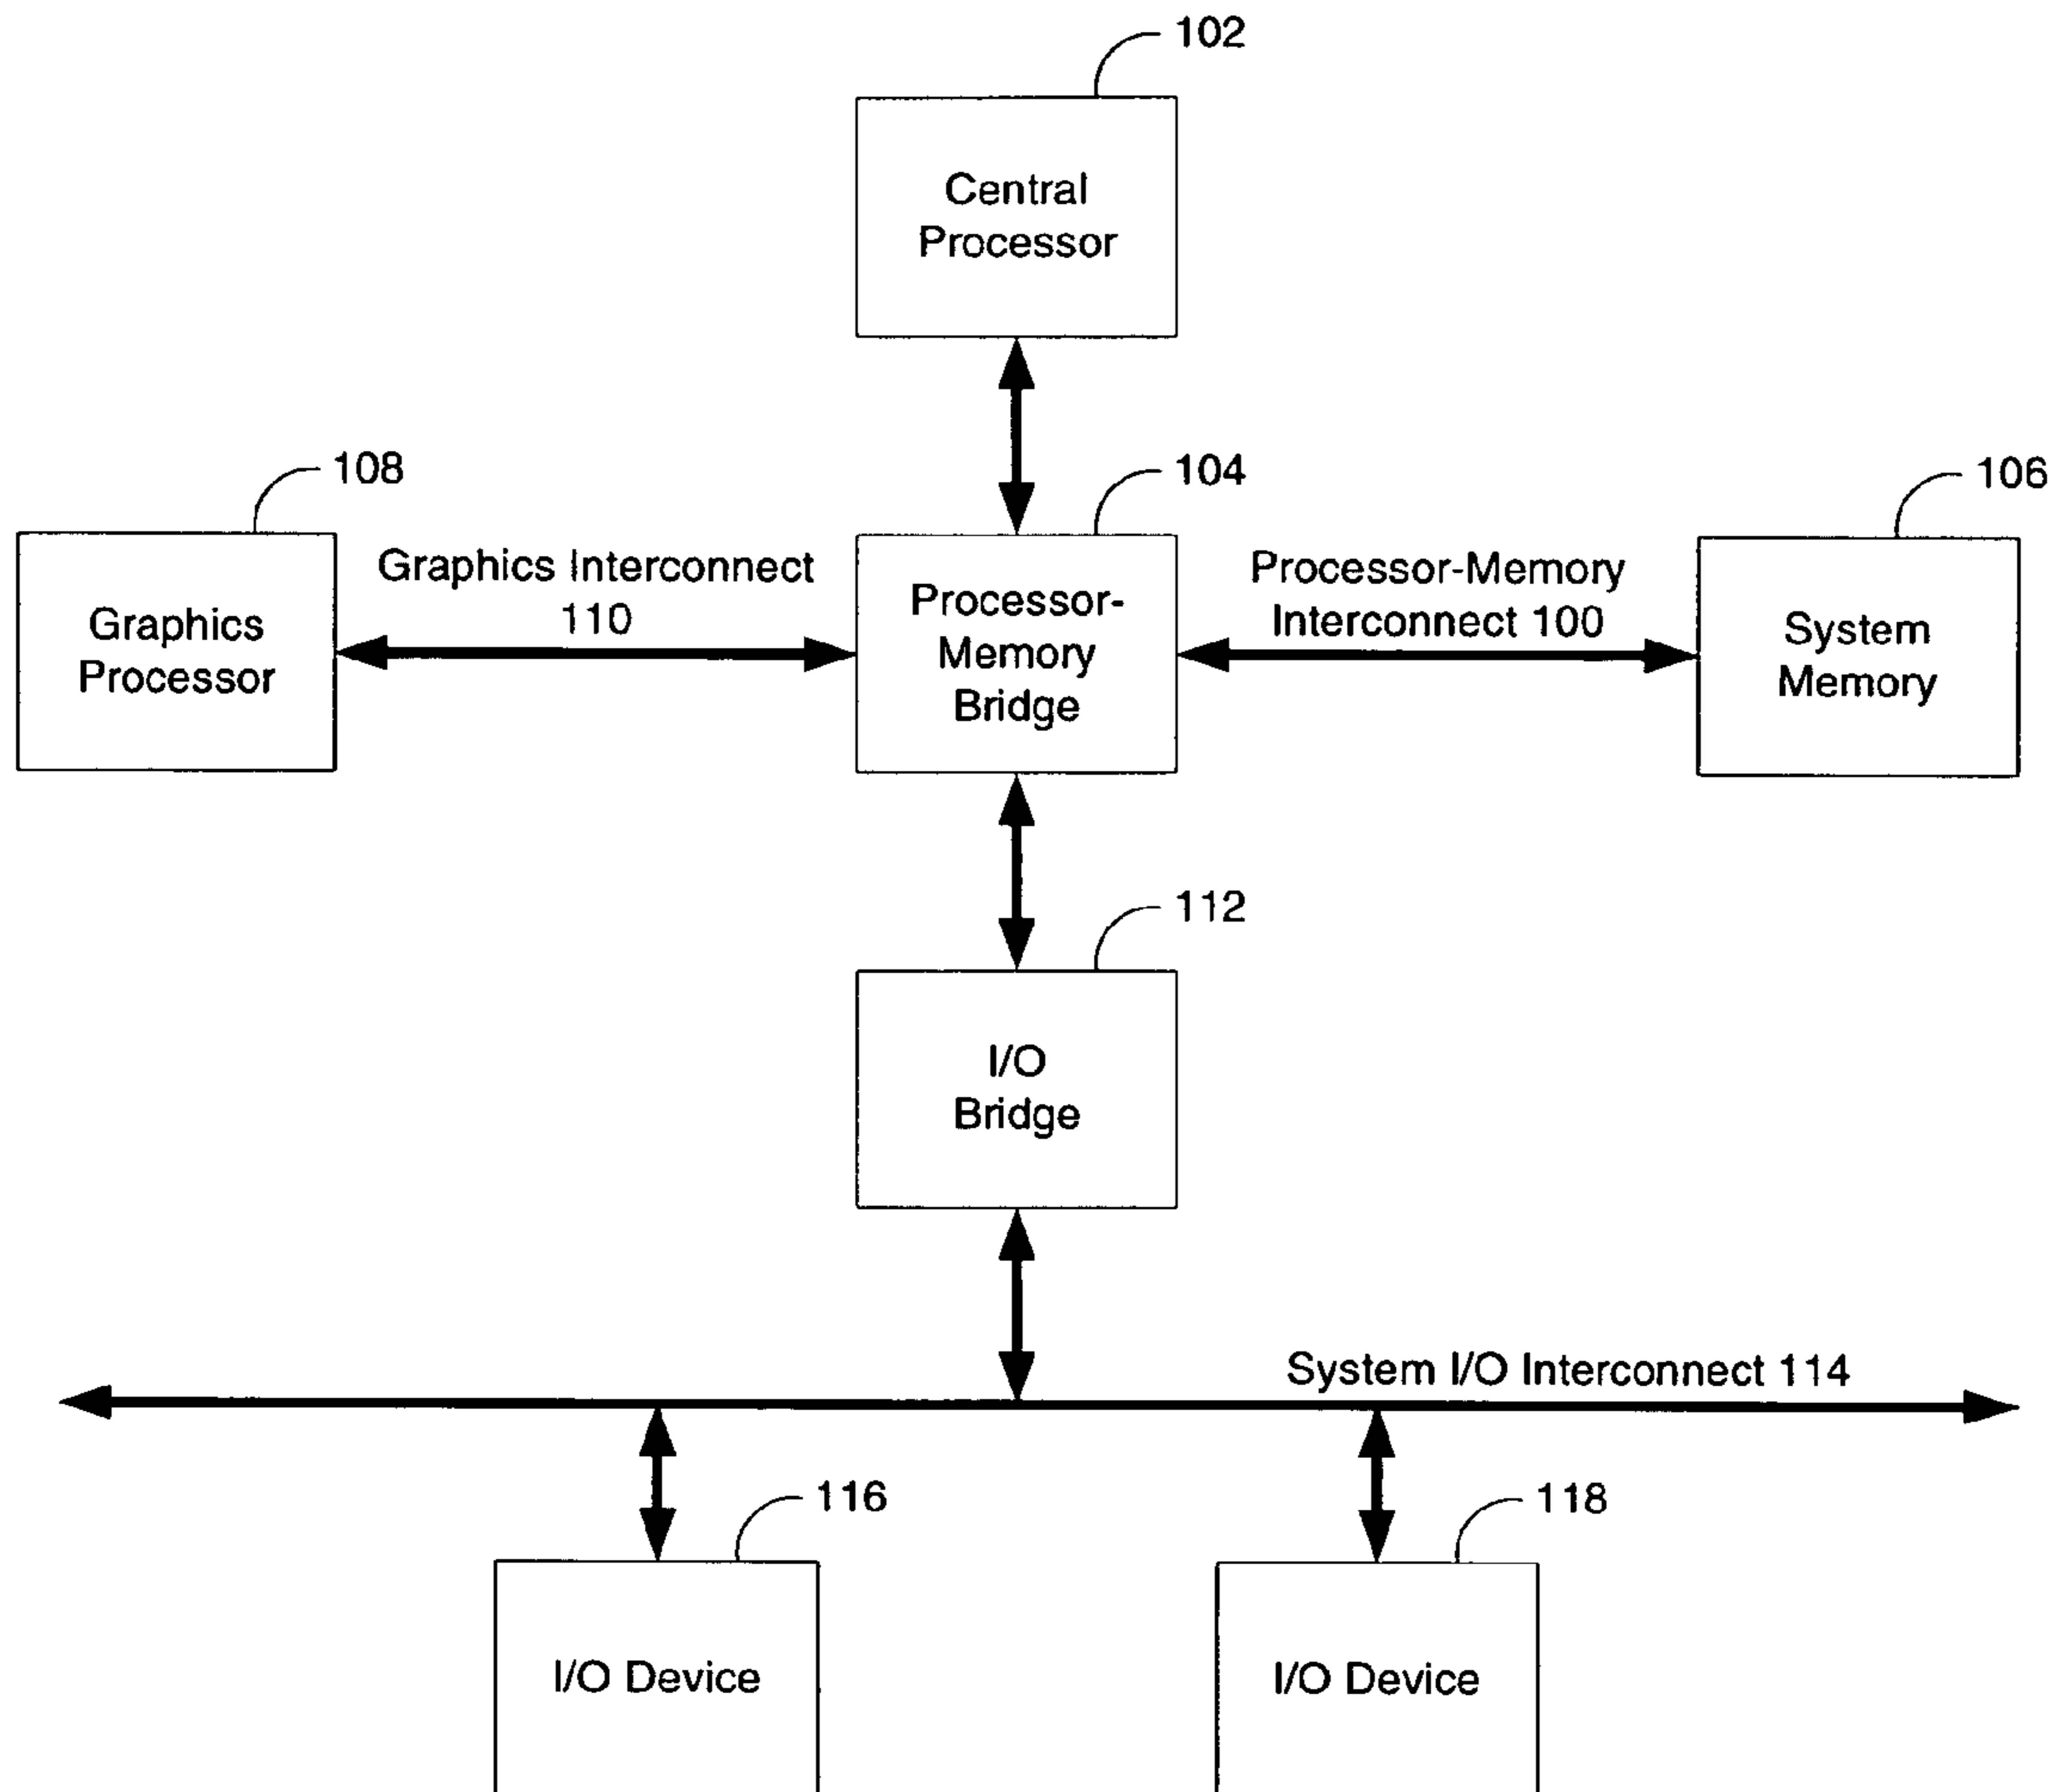 102
Central
Processor
108
104
106
Graphics Interconnect
110
Processor-Memory
Interconnect 100
Graphics
Processor
Processor-
Memory
Bridge
System
Memory
112
I/O
Bridge
System I/O Interconnect 114
116
118
I/O Device
I/O Device